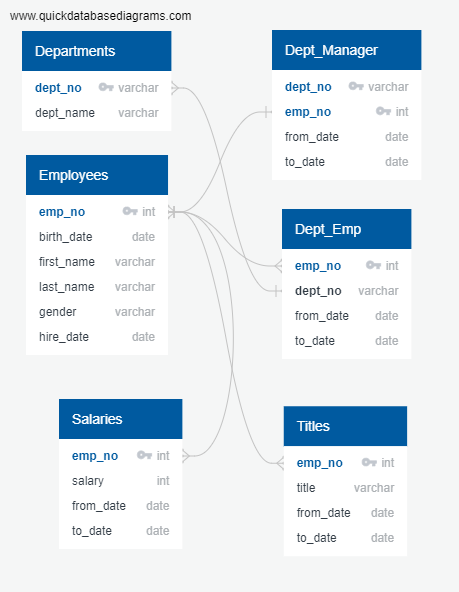 www.quickdatabasediagrams.com
Departments
dept_no varchar
dept_name varchar
Dept_Manager
dept_no varchar
emp_no int
from_date date
to_date date
Employees
emp_no int
birth_date date
first_name varchar
last_name varchar
gender varchar
hire_date date
Dept_Emp
emp_no int
dept_no varchar
from_date date
to_date date
Salaries
emp_no int
salary int
from_date date
to_date date
Titles
emp_no int
title varchar
from_date date
to_date date